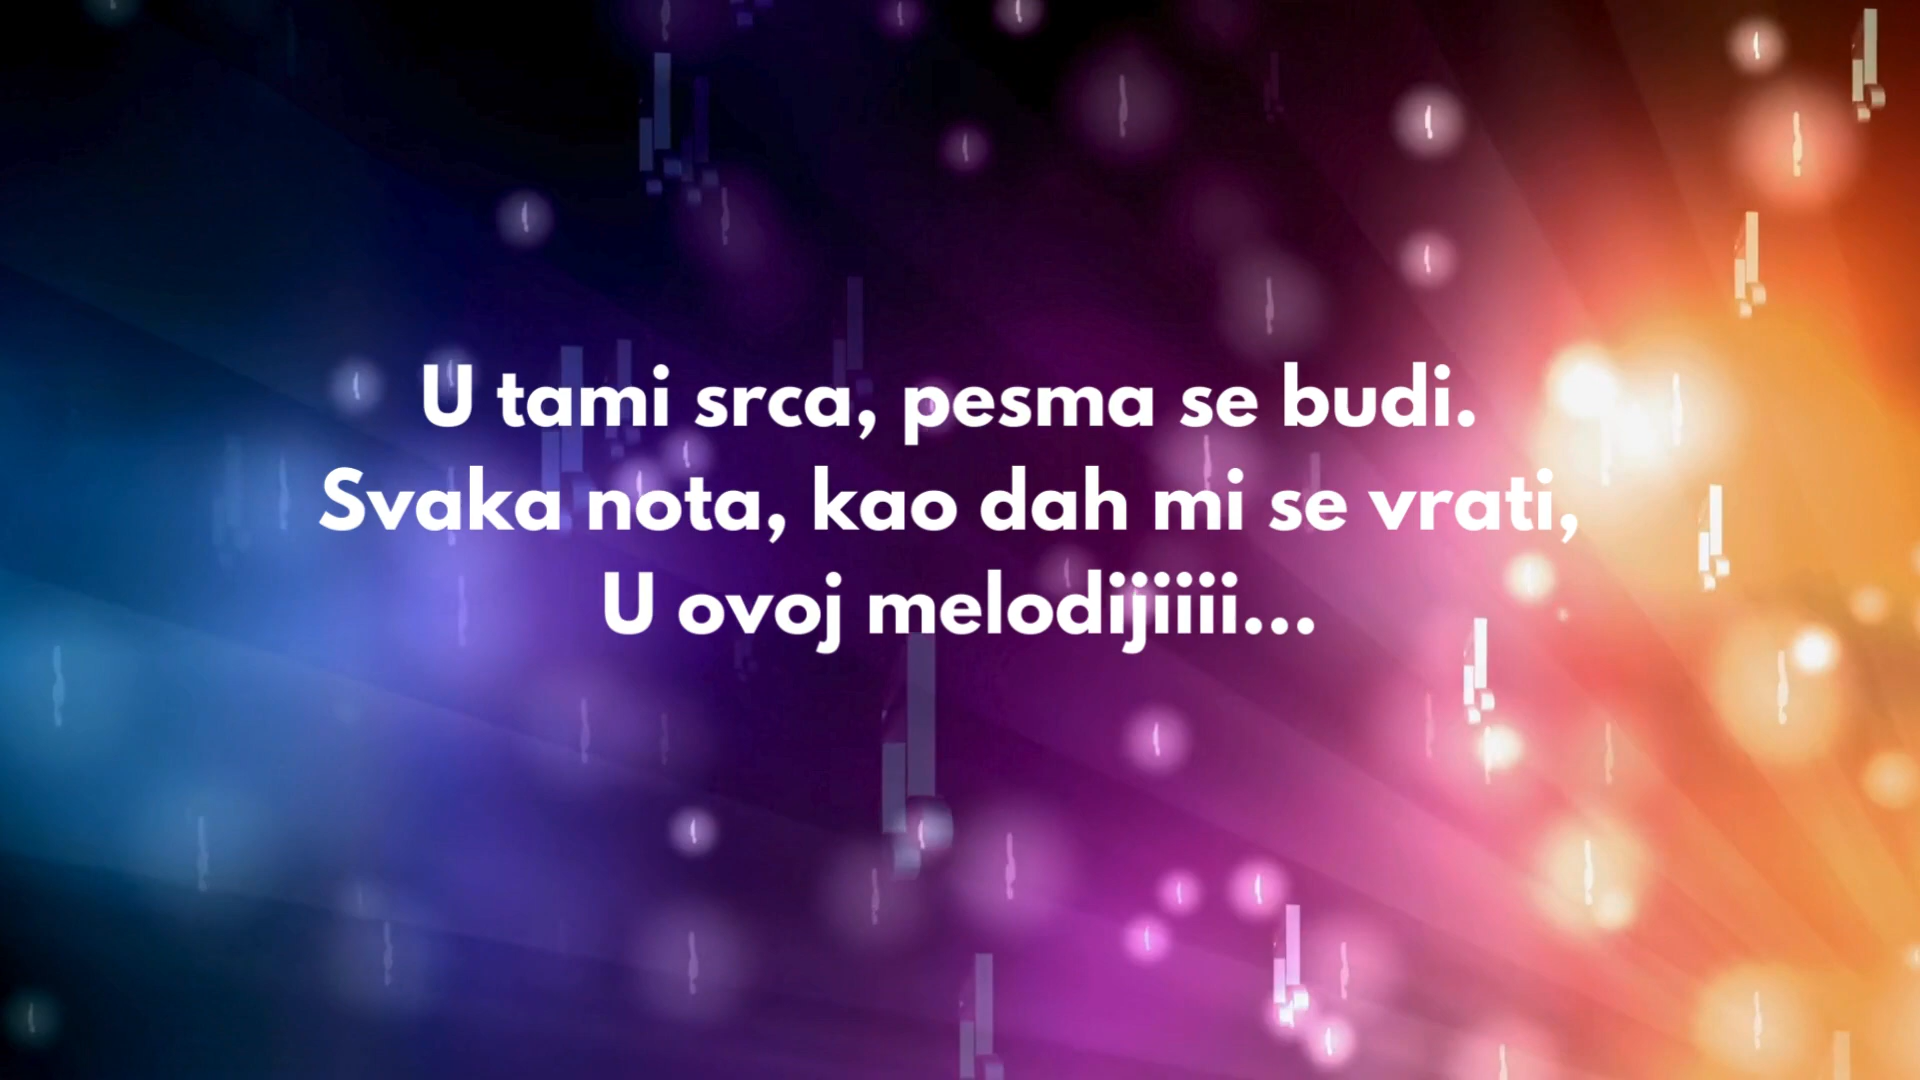 U tami srca, pesma se budi.
Svaka nota, kao dah mi se vrati,
U ovoj melodijiiii...